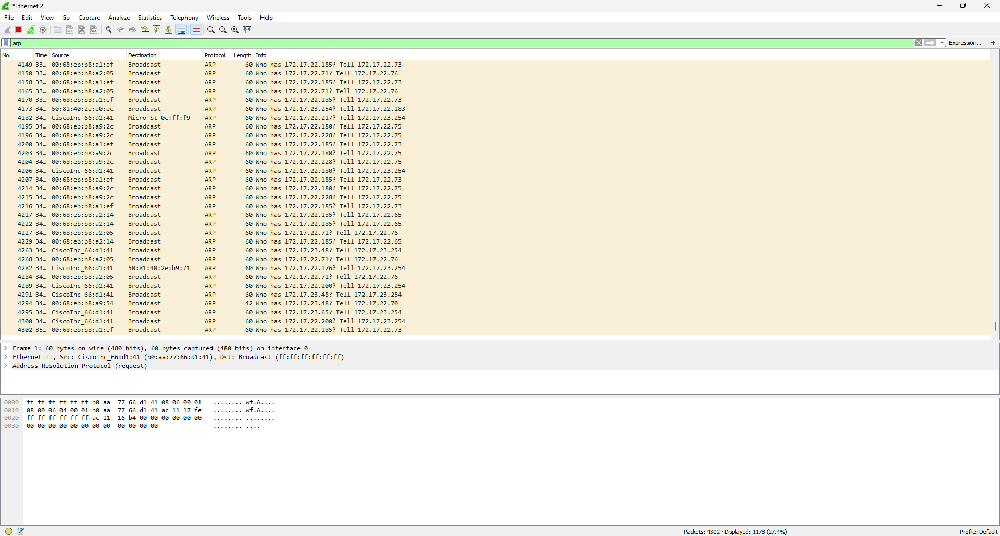 *Ethernet 2
File Edit View Go Capture Analyze Statistics Telephony Wireless Tools Help
arp Expression... +
No. Time Source Destination Protocol Length Info
4149 33… 00:68:eb:b8:a1:ef Broadcast ARP 60 Who has 172.17.22.185? Tell 172.17.22.73
4150 33… 00:68:eb:b8:a2:05 Broadcast ARP 60 Who has 172.17.22.71? Tell 172.17.22.76
4158 33… 00:68:eb:b8:a1:ef Broadcast ARP 60 Who has 172.17.22.185? Tell 172.17.22.73
4165 33… 00:68:eb:b8:a2:05 Broadcast ARP 60 Who has 172.17.22.71? Tell 172.17.22.76
4170 33… 00:68:eb:b8:a1:ef Broadcast ARP 60 Who has 172.17.22.185? Tell 172.17.22.73
4173 34… 50:81:40:2e:e0:ec Broadcast ARP 60 Who has 172.17.23.254? Tell 172.17.22.183
4182 34… CiscoInc_66:d1:41 Micro-St_0c:ff:f9 ARP 60 Who has 172.17.22.217? Tell 172.17.23.254
4195 34… 00:68:eb:b8:a9:2c Broadcast ARP 60 Who has 172.17.22.180? Tell 172.17.22.75
4196 34… 00:68:eb:b8:a9:2c Broadcast ARP 60 Who has 172.17.22.228? Tell 172.17.22.75
4200 34… 00:68:eb:b8:a1:ef Broadcast ARP 60 Who has 172.17.22.185? Tell 172.17.22.73
4203 34… 00:68:eb:b8:a9:2c Broadcast ARP 60 Who has 172.17.22.180? Tell 172.17.22.75
4204 34… 00:68:eb:b8:a9:2c Broadcast ARP 60 Who has 172.17.22.228? Tell 172.17.22.75
4206 34… CiscoInc_66:d1:41 Broadcast ARP 60 Who has 172.17.22.180? Tell 172.17.23.254
4207 34… 00:68:eb:b8:a1:ef Broadcast ARP 60 Who has 172.17.22.185? Tell 172.17.22.73
4214 34… 00:68:eb:b8:a9:2c Broadcast ARP 60 Who has 172.17.22.180? Tell 172.17.22.75
4215 34… 00:68:eb:b8:a9:2c Broadcast ARP 60 Who has 172.17.22.228? Tell 172.17.22.75
4216 34… 00:68:eb:b8:a1:ef Broadcast ARP 60 Who has 172.17.22.185? Tell 172.17.22.73
4217 34… 00:68:eb:b8:a2:14 Broadcast ARP 60 Who has 172.17.22.185? Tell 172.17.22.65
4222 34… 00:68:eb:b8:a2:14 Broadcast ARP 60 Who has 172.17.22.185? Tell 172.17.22.65
4227 34… 00:68:eb:b8:a2:05 Broadcast ARP 60 Who has 172.17.22.71? Tell 172.17.22.76
4229 34… 00:68:eb:b8:a2:14 Broadcast ARP 60 Who has 172.17.22.185? Tell 172.17.22.65
4263 34… CiscoInc_66:d1:41 Broadcast ARP 60 Who has 172.17.23.48? Tell 172.17.23.254
4268 34… 00:68:eb:b8:a2:05 Broadcast ARP 60 Who has 172.17.22.71? Tell 172.17.22.76
4282 34… CiscoInc_66:d1:41 50:81:40:2e:b9:71 ARP 60 Who has 172.17.22.176? Tell 172.17.23.254
4284 34… 00:68:eb:b8:a2:05 Broadcast ARP 60 Who has 172.17.22.71? Tell 172.17.22.76
4289 34… CiscoInc_66:d1:41 Broadcast ARP 60 Who has 172.17.22.200? Tell 172.17.23.254
4291 34… CiscoInc_66:d1:41 Broadcast ARP 60 Who has 172.17.23.48? Tell 172.17.23.254
4294 34… 00:68:eb:b8:a9:54 Broadcast ARP 42 Who has 172.17.23.48? Tell 172.17.22.70
4295 34… CiscoInc_66:d1:41 Broadcast ARP 60 Who has 172.17.23.65? Tell 172.17.23.254
4300 34… CiscoInc_66:d1:41 Broadcast ARP 60 Who has 172.17.22.200? Tell 172.17.23.254
4302 35… 00:68:eb:b8:a1:ef Broadcast ARP 60 Who has 172.17.22.185? Tell 172.17.22.73
Frame 1: 60 bytes on wire (480 bits), 60 bytes captured (480 bits) on interface 0
Ethernet II, Src: CiscoInc_66:d1:41 (b0:aa:77:66:d1:41), Dst: Broadcast (ff:ff:ff:ff:ff:ff)
Address Resolution Protocol (request)
0000 ff ff ff ff ff ff b0 aa 77 66 d1 41 08 06 00 01 ........ wf.A....
0010 08 00 06 04 00 01 b0 aa 77 66 d1 41 ac 11 17 fe ........ wf.A....
0020 ff ff ff ff ff ff ac 11 16 b4 00 00 00 00 00 00 ........ ........
0030 00 00 00 00 00 00 00 00 00 00 00 00 ........ ....
Packets: 4302 · Displayed: 1178 (27.4%) Profile: Default